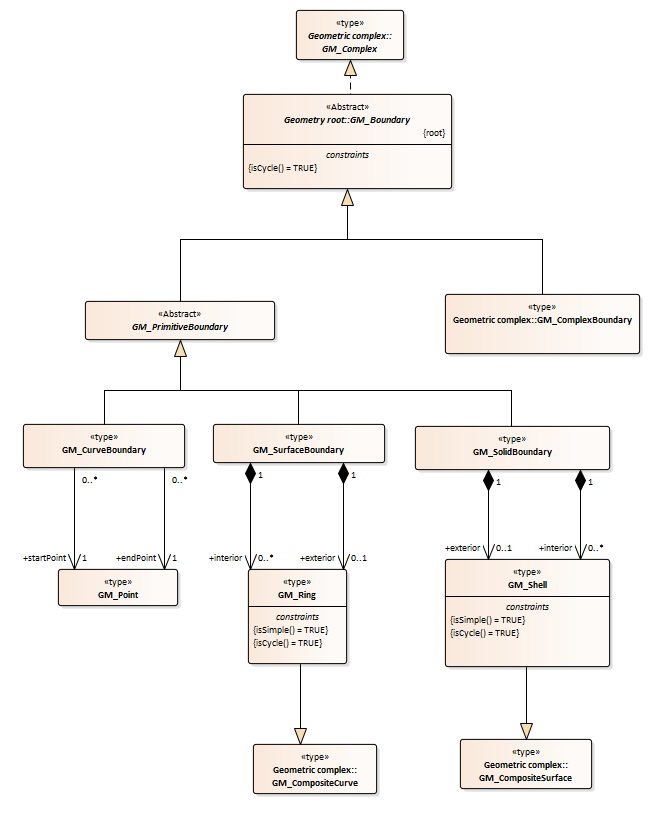 «type»
Geometric complex::
GM_Complex
«Abstract»
Geometry root::GM_Boundary
{root}
constraints
{isCycle() = TRUE}
«Abstract»
GM_PrimitiveBoundary
«type»
Geometric complex::GM_ComplexBoundary
«type»
GM_CurveBoundary
«type»
GM_SurfaceBoundary
«type»
GM_SolidBoundary
0..*
0..*
1
1
1
1
+startPoint
1
+endPoint
1
+interior
0..*
+exterior
0..1
+exterior
0..1
+interior
0..*
«type»
GM_Point
«type»
GM_Ring
constraints
{isSimple() = TRUE}
{isCycle() = TRUE}
«type»
GM_Shell
constraints
{isSimple() = TRUE}
{isCycle() = TRUE}
«type»
Geometric complex::
GM_CompositeCurve
«type»
Geometric complex::
GM_CompositeSurface